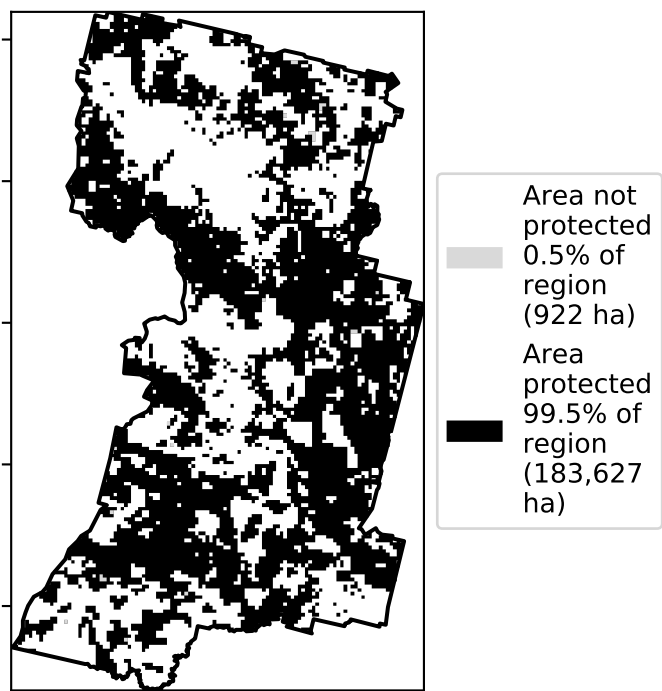 Area not
protected
0.5% of
region
(922 ha)
Area
protected
99.5% of
region
(183,627
ha)